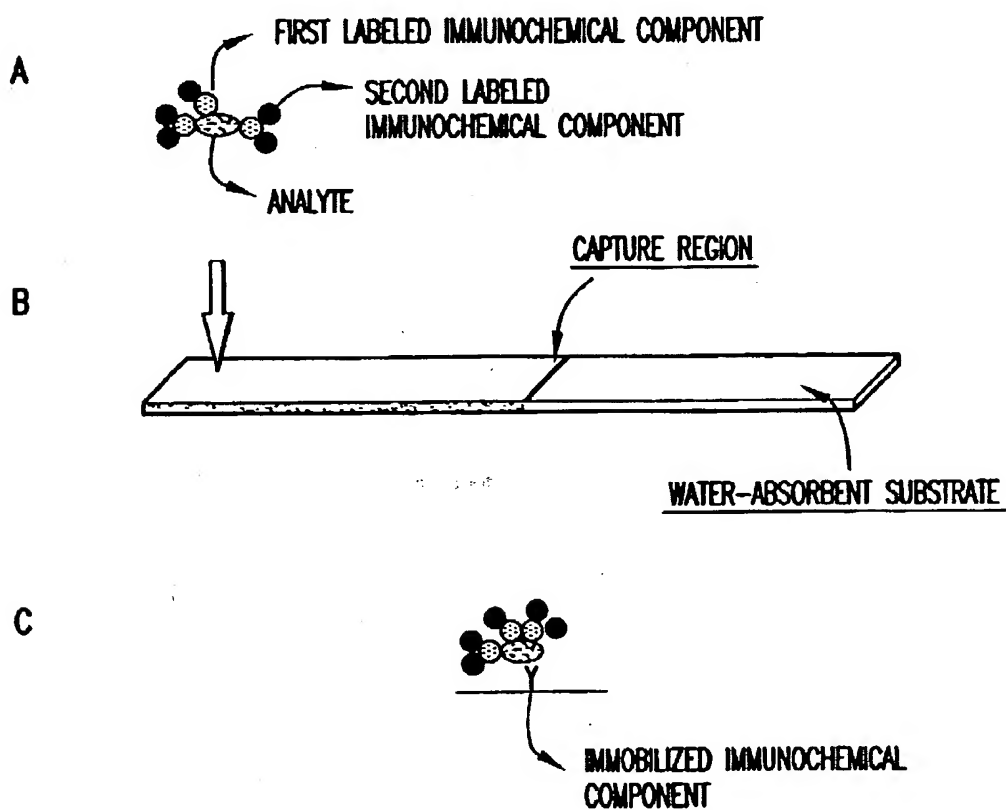 A
FIRST LABELED IMMUNOCHEMICAL COMPONENT
SECOND LABELED
IMMUNOCHEMICAL COMPONENT
ANALYTE
B
CAPTURE REGION
WATER-ABSORBENT SUBSTRATE
C
IMMOBILIZED IMMUNOCHEMICAL
COMPONENT